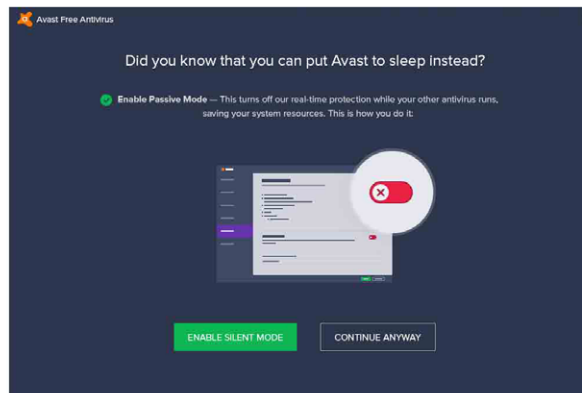 Avast Free Antivirus
Did you know that you can put Avast to sleep instead?
Enable Passive Mode — This turns off our real-time protection while your other antivirus runs,
saving your system resources. This is how you do it:
ENABLE SILENT MODE
CONTINUE ANYWAY